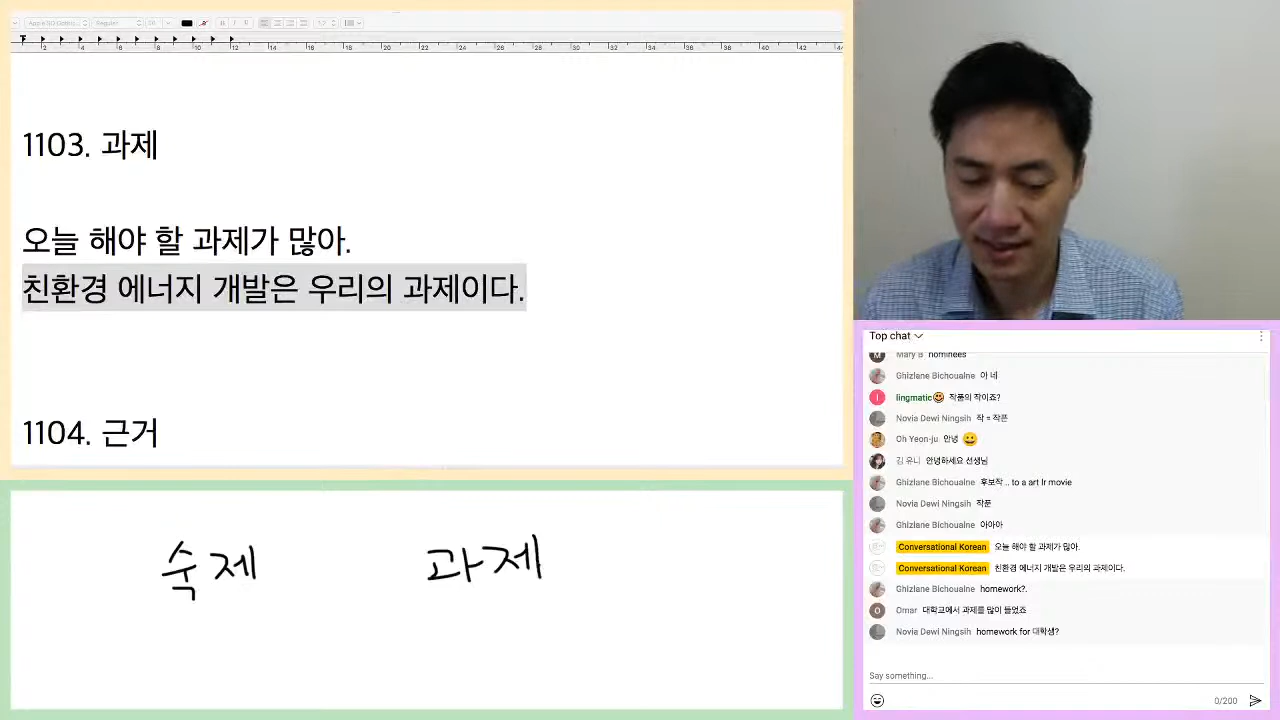 Regular
1103. 과제
오늘 해야 할 과제가 많아.
친환경 에너지 개발은 우리의 과제이다.
1104. 근거
숙제 과제
Top chat
Mary B nominees
Ghizlane Bichoualne 아 네
lingmatic 작품의 작이죠?
Novia Dewi Ningsih 작 = 작픈
Oh Yeon-ju 안녕
김 유니 안녕하세요 선생님
Ghizlane Bichoualne 후보작 .. to a art lr movie
Novia Dewi Ningsih 작푼
Ghizlane Bichoualne 아아아
Conversational Korean 오늘 해야 할 과제가 많아.
Conversational Korean 친환경 에너지 개발은 우리의 과제이다.
Ghizlane Bichoualne homework?.
Omar 대학교에서 과제를 많이 들었죠
Novia Dewi Ningsih homework for 대학생?
Say something...
0/200